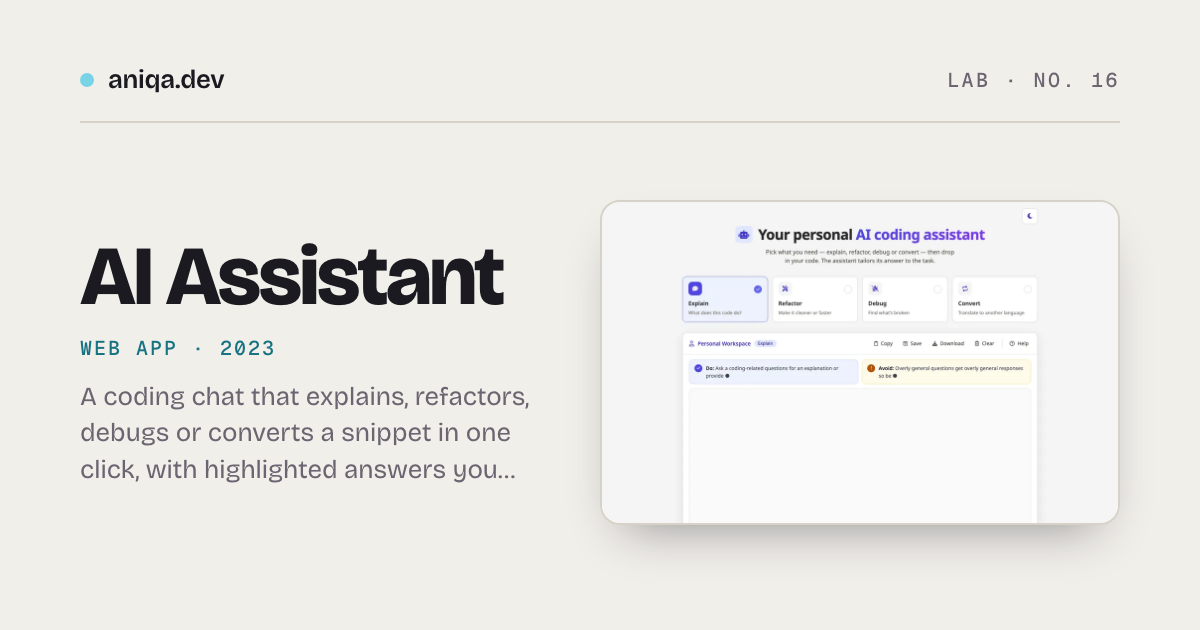 aniqa.dev
LAB · NO. 16
AI Assistant
WEB APP · 2023
A coding chat that explains, refactors,
debugs or converts a snippet in one
click, with highlighted answers you...
Your personal AI coding assistant
Pick what you need — explain, refactor, debug or convert — then drop
in your code. The assistant tailors its answer to the task.
Explain
What does this code do?
Refactor
Make it cleaner or faster
Debug
Find what's broken
Convert
Translate to another language
Personal Workspace Explain
Copy Save Download Clear Help
Do: Ask a coding-related questions for an explanation or
provide
Avoid: Overly general questions get overly general responses
so be